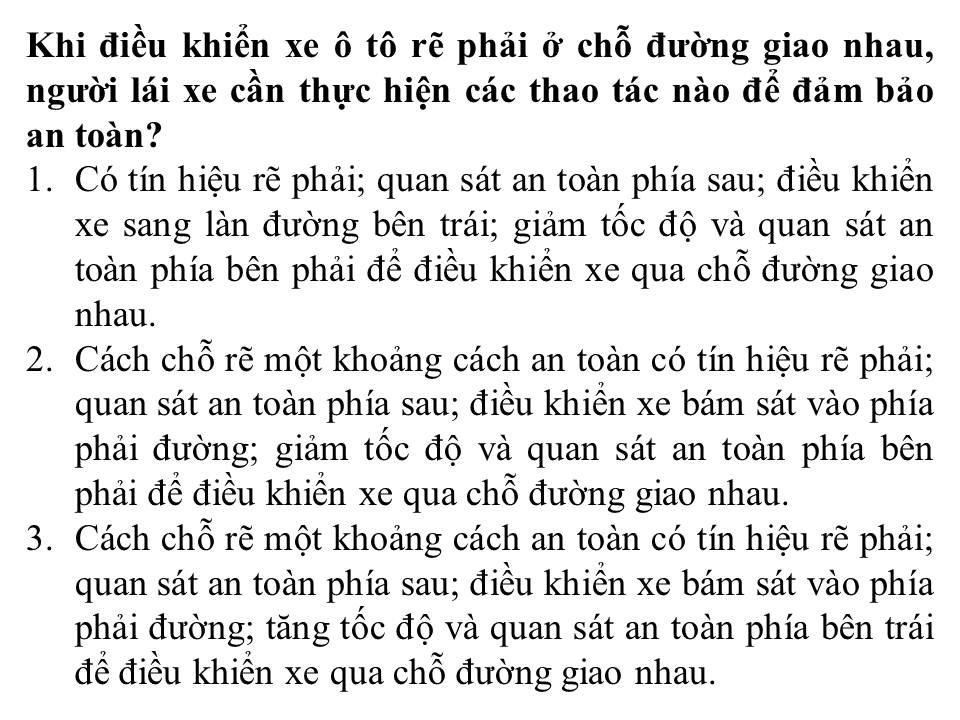 Khi điều khiển xe ô tô rẽ phải ở chỗ đường giao nhau,
người lái xe cần thực hiện các thao tác nào để đảm bảo
an toàn?
1. Có tín hiệu rẽ phải; quan sát an toàn phía sau; điều khiển
xe sang làn đường bên trái; giảm tốc độ và quan sát an
toàn phía bên phải để điều khiển xe qua chỗ đường giao
nhau.
2. Cách chỗ rẽ một khoảng cách an toàn có tín hiệu rẽ phải;
quan sát an toàn phía sau; điều khiển xe bám sát vào phía
phải đường; giảm tốc độ và quan sát an toàn phía bên
phải để điều khiển xe qua chỗ đường giao nhau.
3. Cách chỗ rẽ một khoảng cách an toàn có tín hiệu rẽ phải;
quan sát an toàn phía sau; điều khiển xe bám sát vào phía
phải đường; tăng tốc độ và quan sát an toàn phía bên trái
để điều khiển xe qua chỗ đường giao nhau.